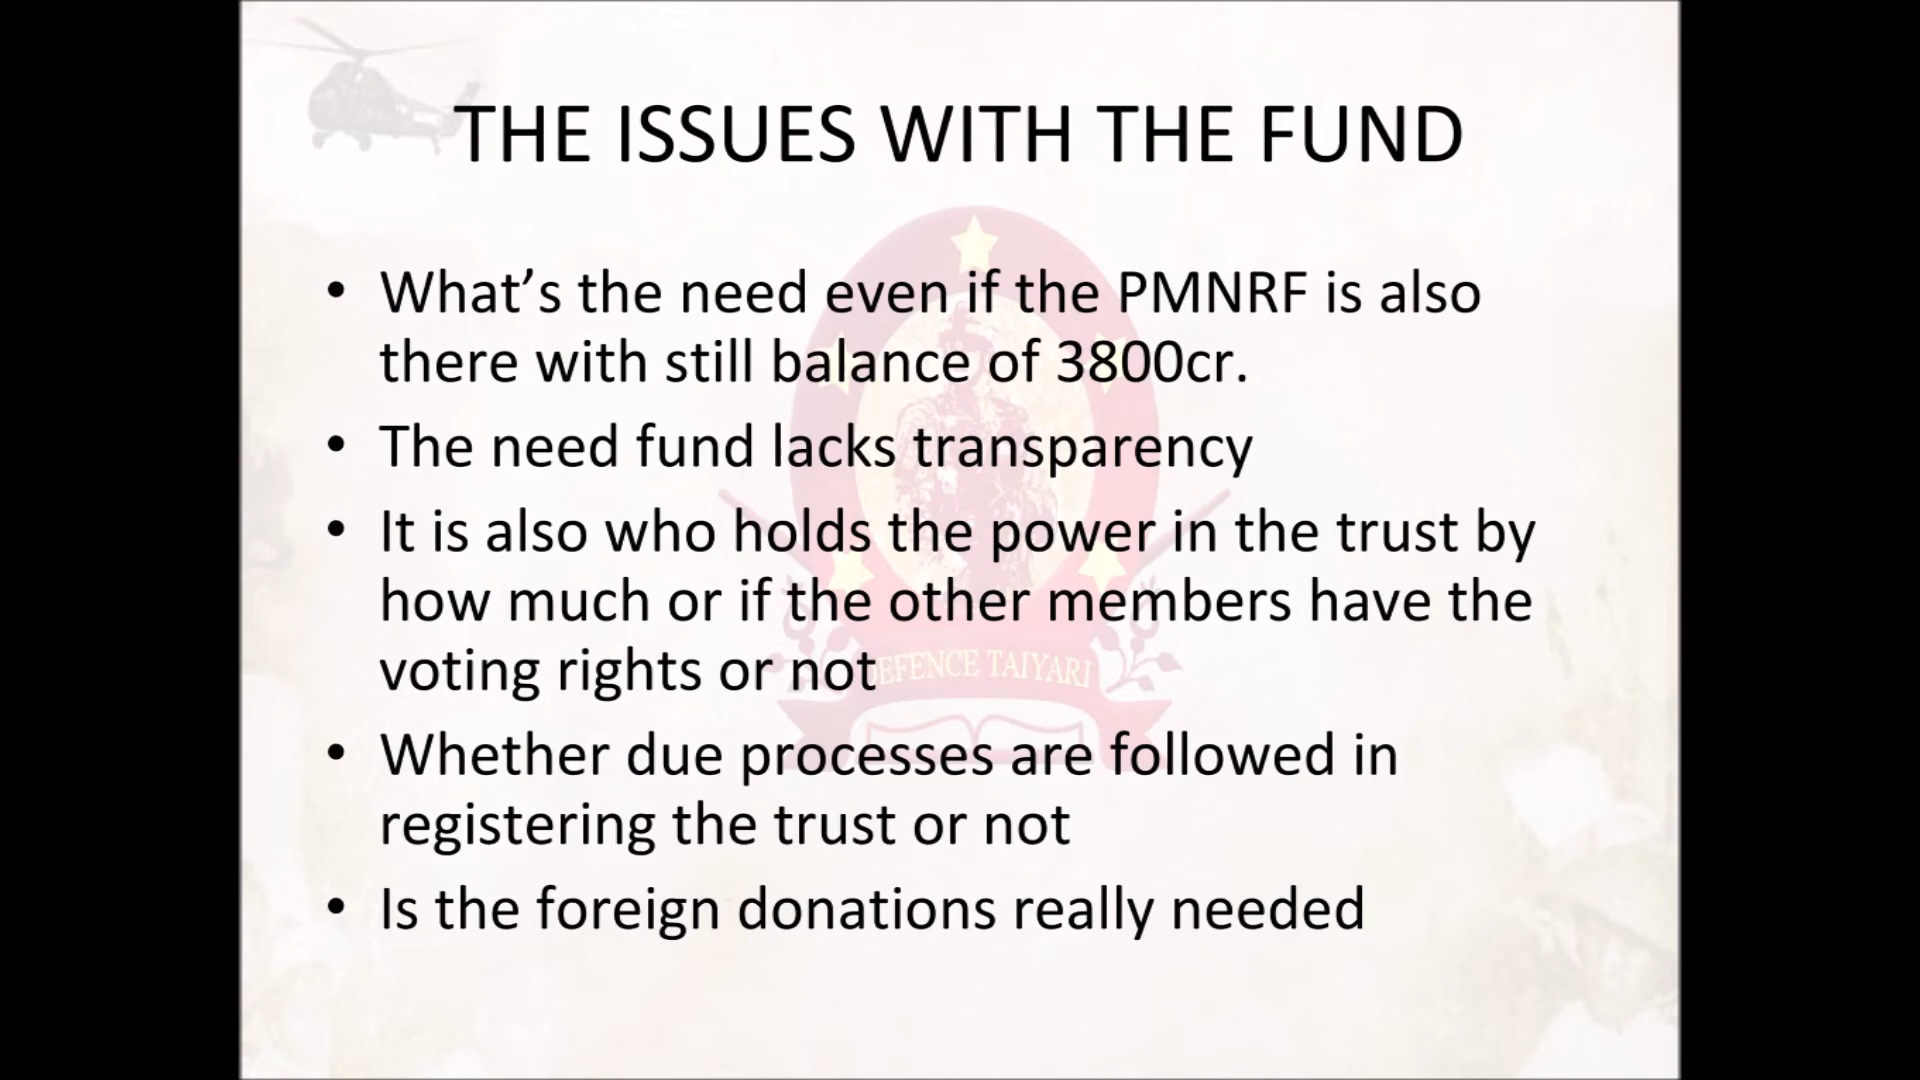 THE ISSUES WITH THE FUND
• What’s the need even if the PMNRF is also
there with still balance of 3800cr.
• The need fund lacks transparency
• It is also who holds the power in the trust by
how much or if the other members have the
voting rights or not
DEFENCE TAIYARI
• Whether due processes are followed in
registering the trust or not
• Is the foreign donations really needed